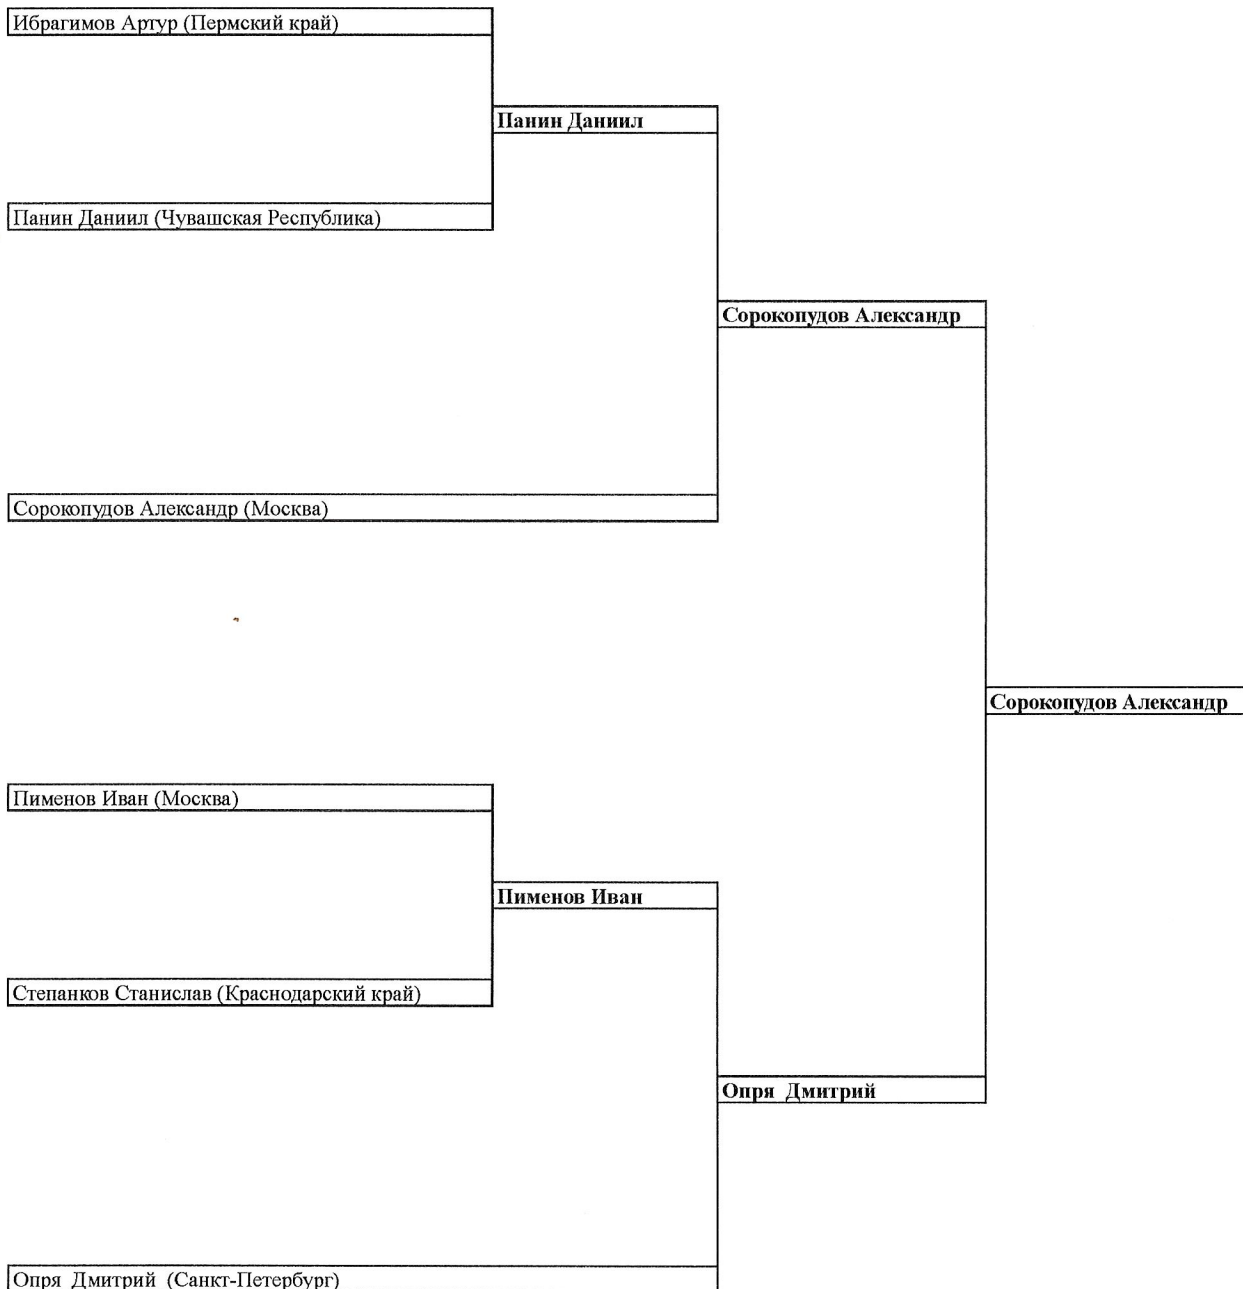 Ибрагимов Артур (Пермский край)
Панин Даниил
Панин Даниил (Чувашская Республика)
Сорокопудов Александр
Сорокопудов Александр (Москва)
Сорокопудов Александр
Пименов Иван (Москва)
Пименов Иван
Степанков Станислав (Краснодарский край)
Опря Дмитрий
Опря Дмитрий (Санкт-Петербург)